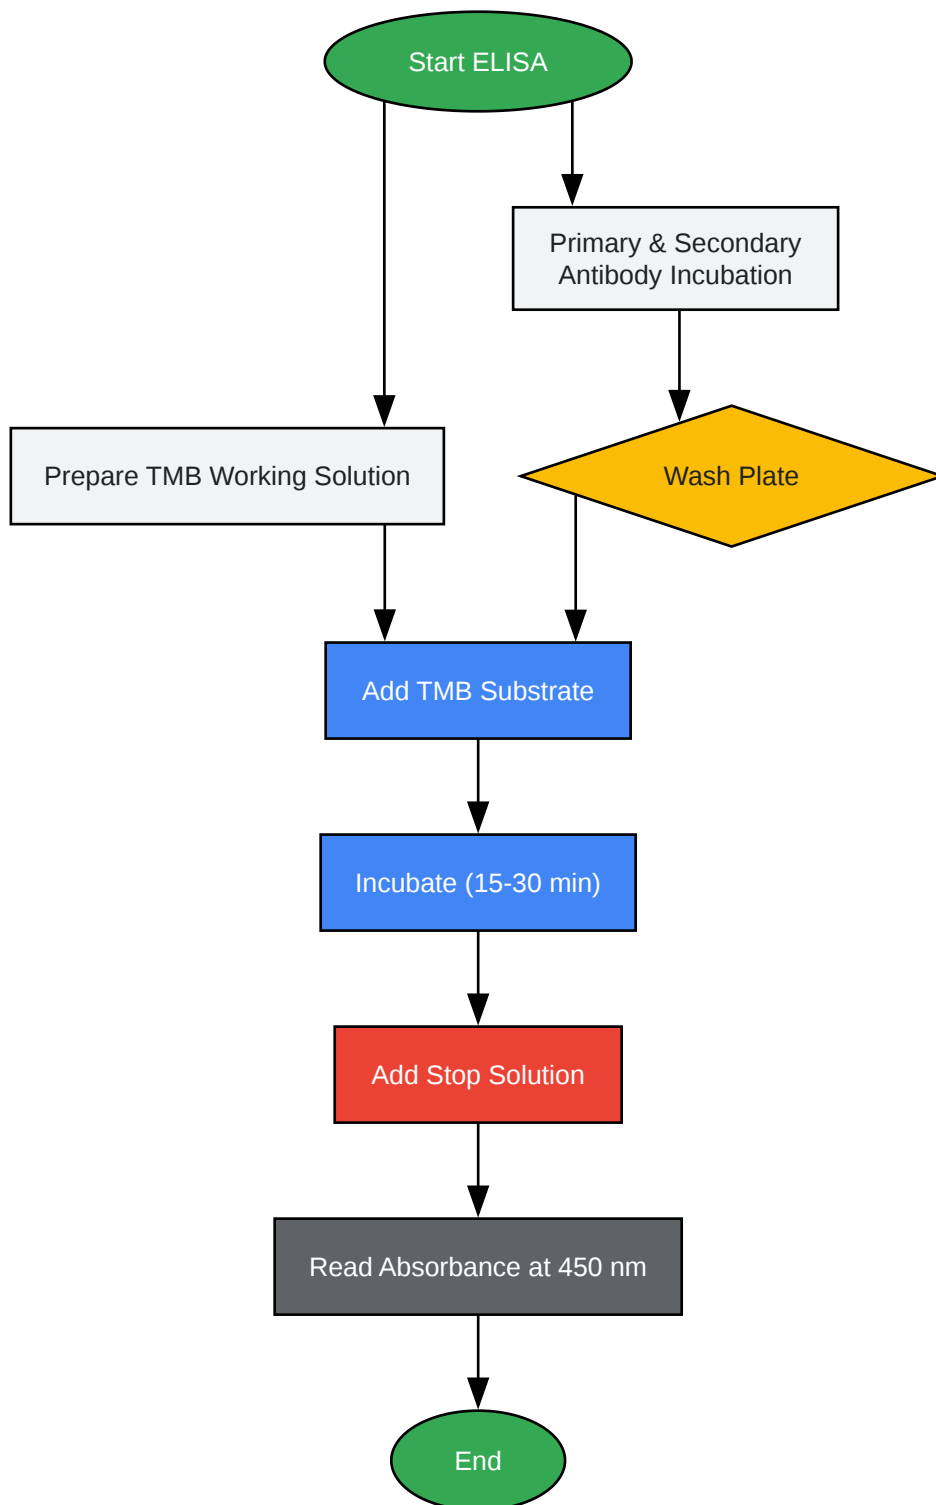 Start ELISA
Primary & Secondary
Antibody Incubation
Prepare TMB Working Solution
Wash Plate
Add TMB Substrate
Incubate (15-30 min)
Add Stop Solution
Read Absorbance at 450 nm
End